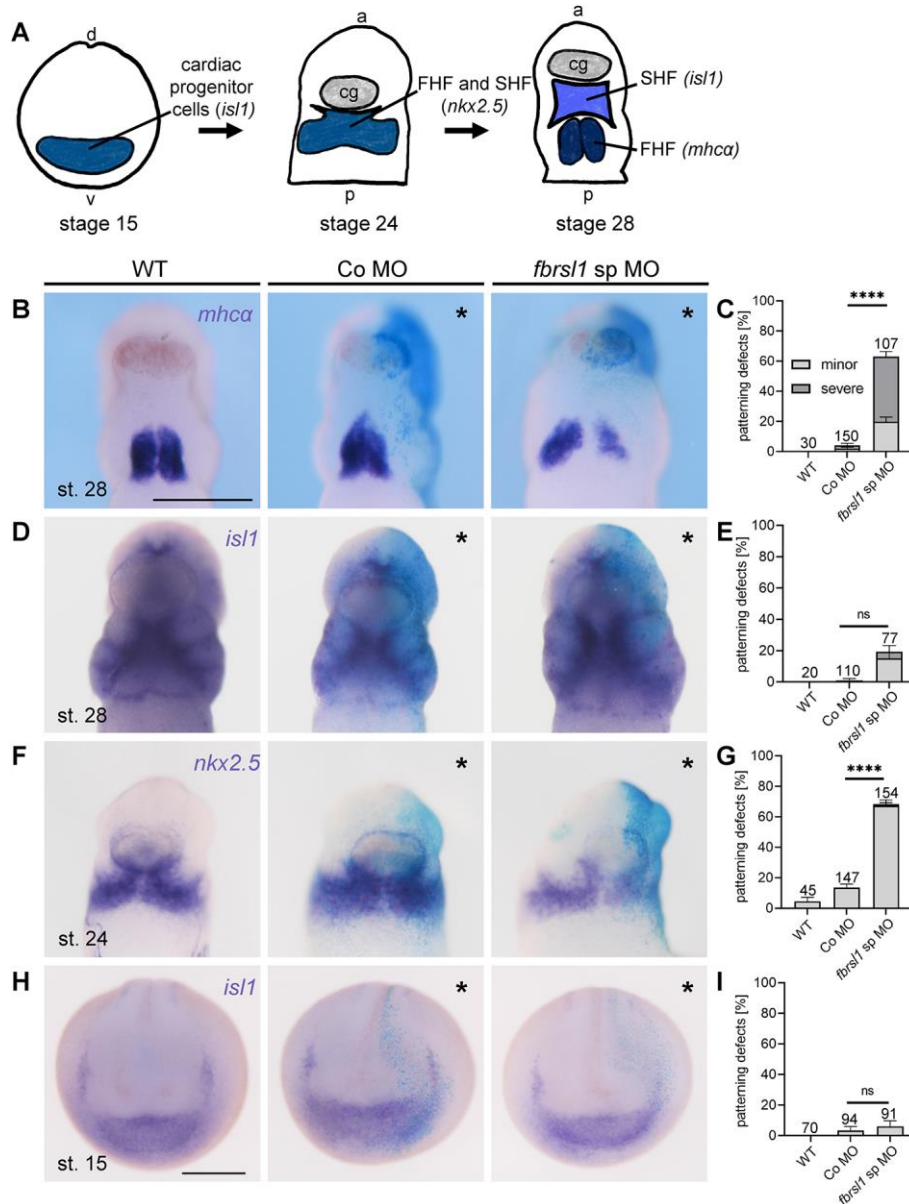 A
d
cardiac
progenitor
cells (isl1)
v
stage 15
a
cg
FHF and SHF
(nkx2.5)
p
stage 24
a
cg
SHF (isl1)
FHF (mhcα)
p
stage 28
WT
Co MO
fbrsl1 sp MO
B
mhcα
st. 28
*
*
C
patterning defects [%]
100
80
60
40
20
0
minor
severe
****
30
150
107
WT
Co MO
fbrsl1 sp MO
D
isl1
st. 28
*
*
E
patterning defects [%]
100
80
60
40
20
0
ns
20
110
77
WT
Co MO
fbrsl1 sp MO
F
nkx2.5
st. 24
*
*
G
patterning defects [%]
100
80
60
40
20
0
****
45
147
154
WT
Co MO
fbrsl1 sp MO
H
isl1
st. 15
*
*
I
patterning defects [%]
100
80
60
40
20
0
ns
70
94
91
WT
Co MO
fbrsl1 sp MO